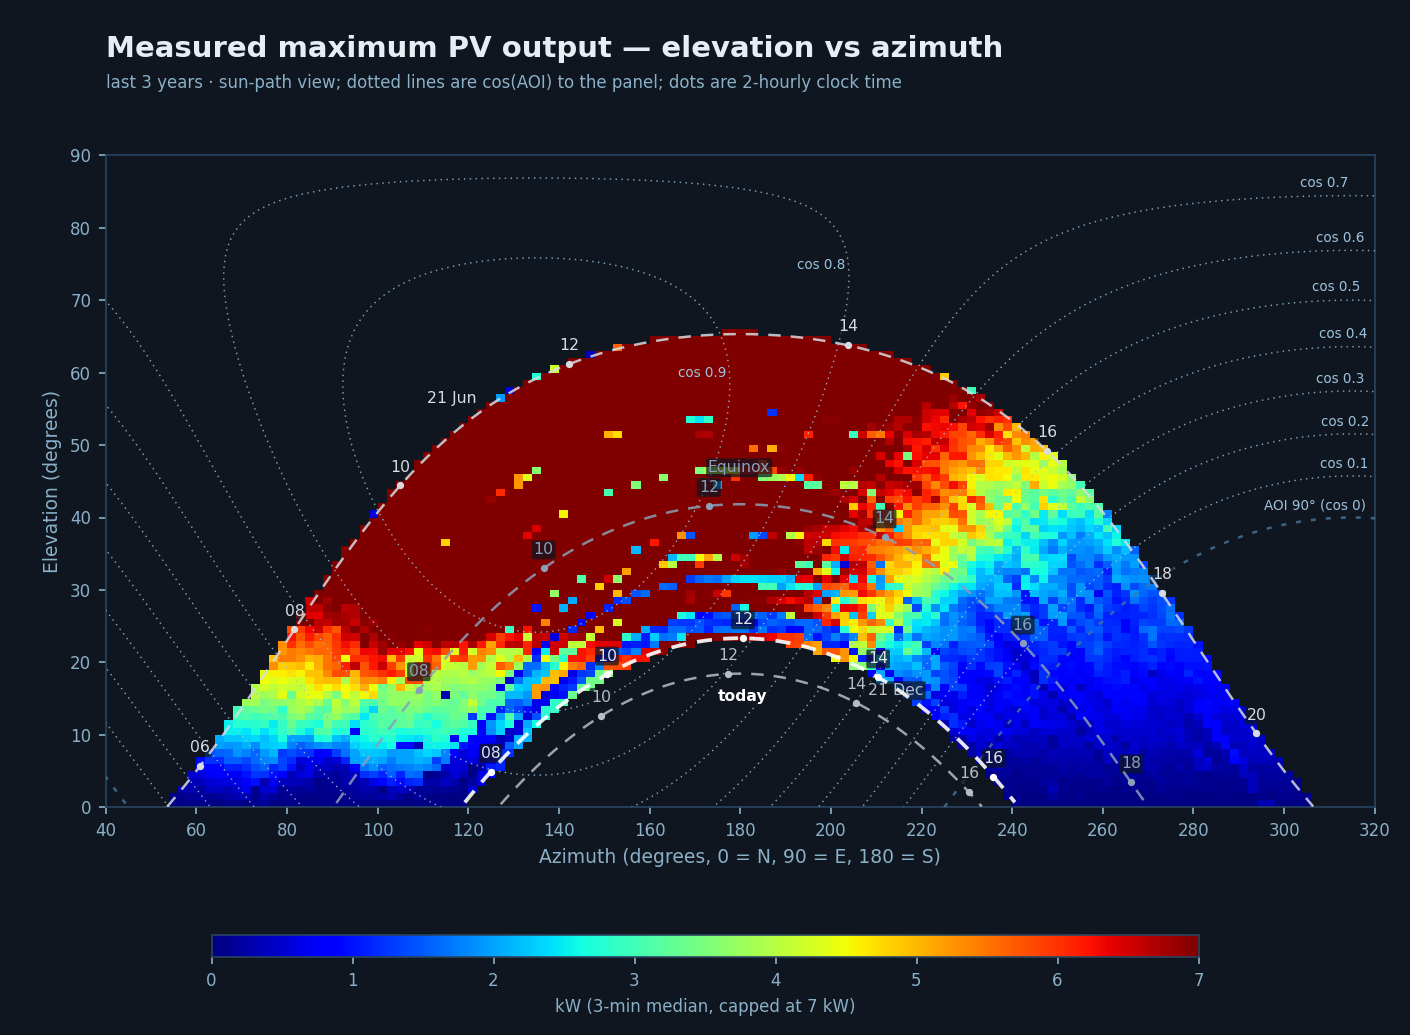 Measured maximum PV output — elevation vs azimuth
last 3 years · sun-path view; dotted lines are cos(AOI) to the panel; dots are 2-hourly clock time
90
80
70
60
50
40
30
20
10
0
Elevation (degrees)
cos 0.7
cos 0.6
cos 0.8
cos 0.5
cos 0.4
cos 0.3
cos 0.2
cos 0.1
AOI 90° (cos 0)
cos 0.9
14
12
21 Jun
16
10
Equinox
12
14
10
18
08
12
16
10
12
14
08
10
today
14
21 Dec
20
06
08
16
16
18
40
60
80
100
120
140
160
180
200
220
240
260
280
300
320
Azimuth (degrees, 0 = N, 90 = E, 180 = S)
0
1
2
3
4
5
6
7
kW (3-min median, capped at 7 kW)